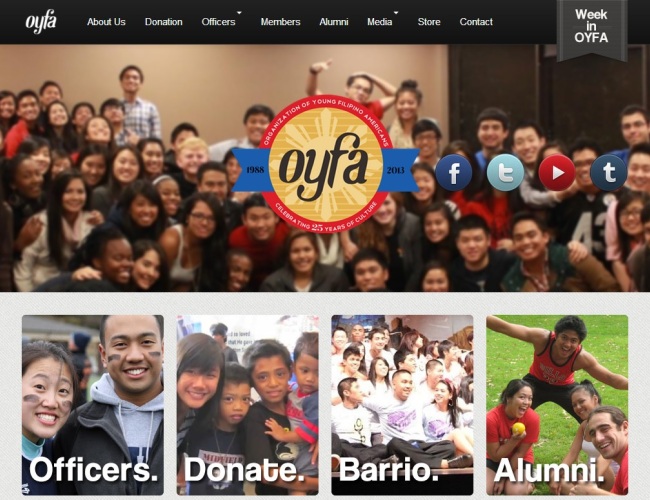 oyfa
About Us Donation Officers Members Alumni Media Store Contact
Week
in
OYFA
ORGANIZATION OF YOUNG FILIPINO AMERICANS
1988 oyfa 2013
CELEBRATING 25 YEARS OF CULTURE
Officers. Donate. Barrio. Alumni.